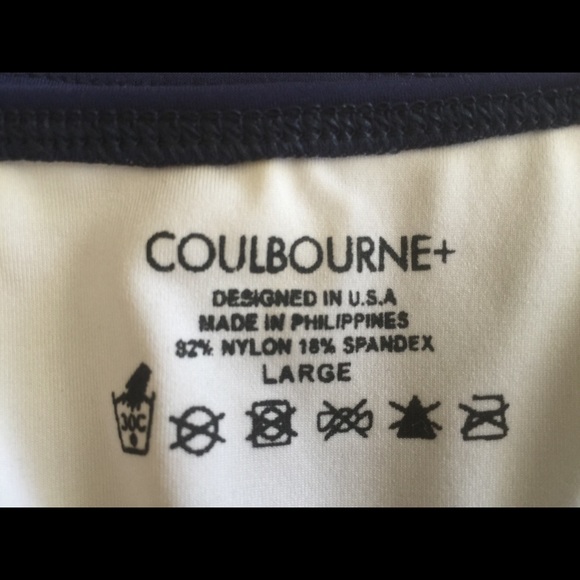 COULBOURNE+
DESIGNED IN U.S.A
MADE IN PHILIPPINES
82% NYLON 18% SPANDEX
LARGE
30C